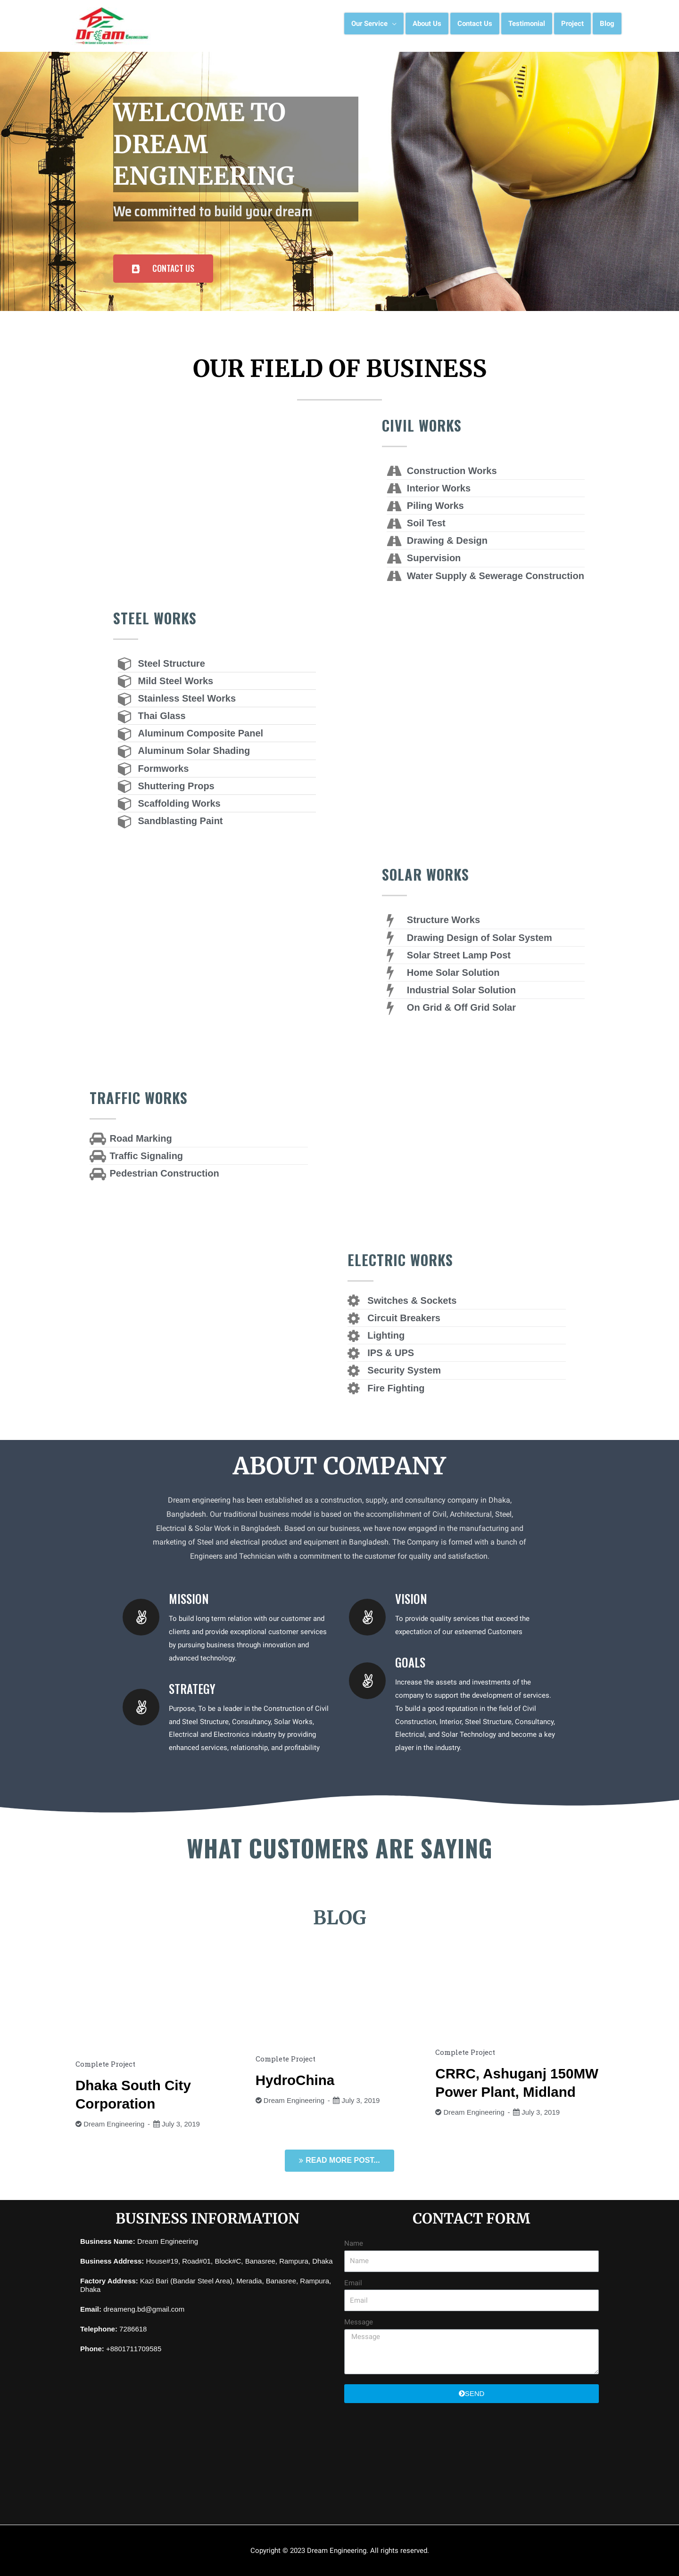 Dream
Our Service
About Us
Contact Us
Testimonial
Project
Blog
WELCOME TO
DREAM
ENGINEERING
We committed to build your dream
CONTACT US
OUR FIELD OF BUSINESS
CIVIL WORKS
Construction Works
Interior Works
Piling Works
Soil Test
Drawing & Design
Supervision
Water Supply & Sewerage Construction
STEEL WORKS
Steel Structure
Mild Steel Works
Stainless Steel Works
Thai Glass
Aluminum Composite Panel
Aluminum Solar Shading
Formworks
Shuttering Props
Scaffolding Works
Sandblasting Paint
SOLAR WORKS
Structure Works
Drawing Design of Solar System
Solar Street Lamp Post
Home Solar Solution
Industrial Solar Solution
On Grid & Off Grid Solar
TRAFFIC WORKS
Road Marking
Traffic Signaling
Pedestrian Construction
ELECTRIC WORKS
Switches & Sockets
Circuit Breakers
Lighting
IPS & UPS
Security System
Fire Fighting
ABOUT COMPANY
Dream engineering has been established as a construction, supply, and consultancy company in Dhaka,
Bangladesh. Our traditional business model is based on the accomplishment of Civil, Architectural, Steel,
Electrical & Solar Work in Bangladesh. Based on our business, we have now engaged in the manufacturing and
marketing of Steel and electrical product and equipment in Bangladesh. The Company is formed with a bunch of
Engineers and Technician with a commitment to the customer for quality and satisfaction.
MISSION
To build long term relation with our customer and
clients and provide exceptional customer services
by pursuing business through innovation and
advanced technology.
STRATEGY
Purpose, To be a leader in the Construction of Civil
and Steel Structure, Consultancy, Solar Works,
Electrical and Electronics industry by providing
enhanced services, relationship, and profitability
VISION
To provide quality services that exceed the
expectation of our esteemed Customers
GOALS
Increase the assets and investments of the
company to support the development of services.
To build a good reputation in the field of Civil
Construction, Interior, Steel Structure, Consultancy,
Electrical, and Solar Technology and become a key
player in the industry.
WHAT CUSTOMERS ARE SAYING
BLOG
Complete Project
Dhaka South City
Corporation
Dream Engineering - July 3, 2019
Complete Project
HydroChina
Dream Engineering - July 3, 2019
Complete Project
CRRC, Ashuganj 150MW
Power Plant, Midland
Dream Engineering - July 3, 2019
» READ MORE POST...
BUSINESS INFORMATION
Business Name: Dream Engineering
Business Address: House#19, Road#01, Block#C, Banasree, Rampura, Dhaka
Factory Address: Kazi Bari (Bandar Steel Area), Meradia, Banasree, Rampura,
Dhaka
Email: dreameng.bd@gmail.com
Telephone: 7286618
Phone: +8801711709585
CONTACT FORM
Name
Name
Email
Email
Message
Message
SEND
Copyright © 2023 Dream Engineering. All rights reserved.